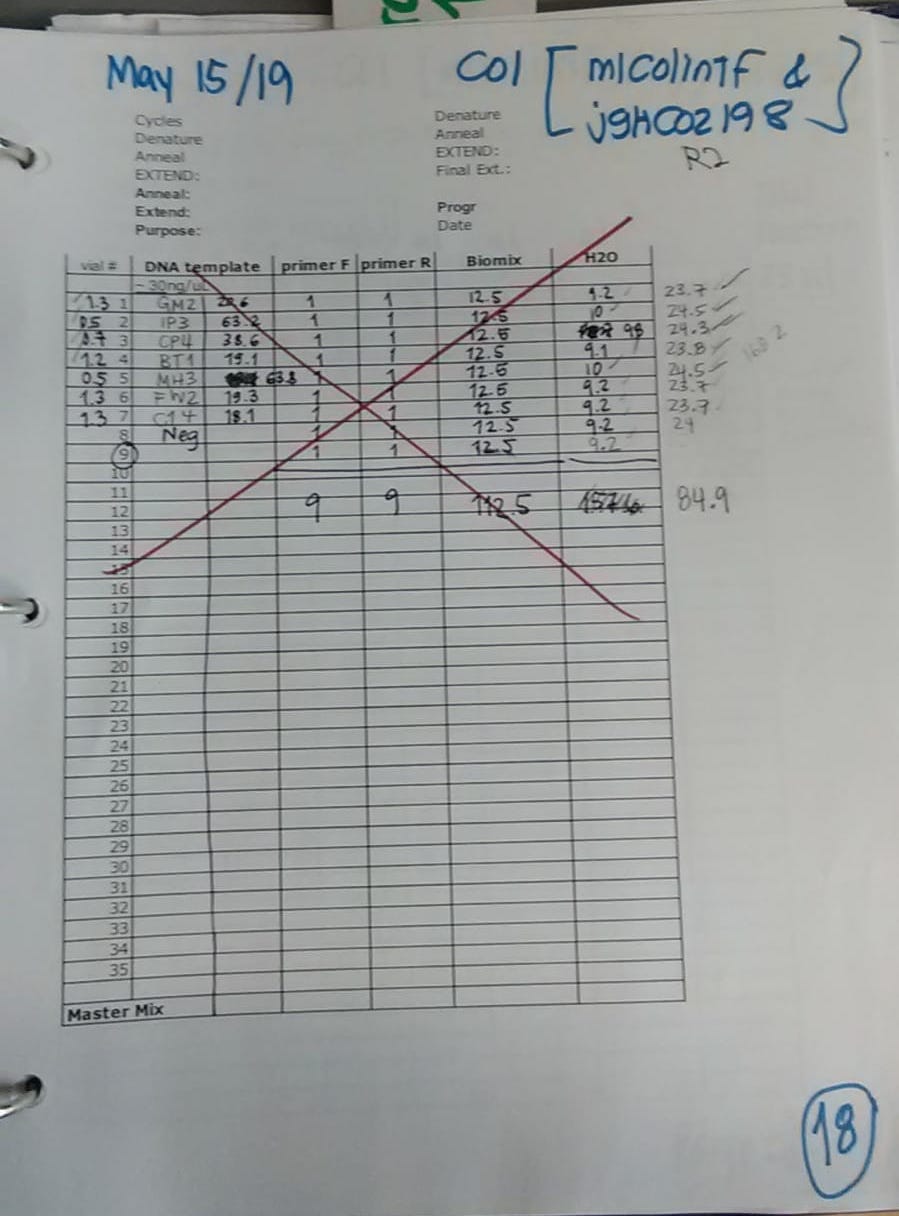 May 15/19 CO1 [mlCOlintF &
jgHCO2198]
R2
Cycles Denature
Denature Anneal
Anneal EXTEND:
EXTEND: Final Ext.:
Anneal:
Extend: Progr
Purpose: Date
vial # DNA template primer F primer R Biomix H2O
~30ng/uL
1.3 1 GM2 1 1 12.5 9.2 23.7
0.5 2 IP3 63.2 1 1 12.5 10 24.5
0.7 3 CP4 38.6 1 1 12.5 9.8 24.3
1.2 4 BT1 19.1 1 1 12.5 9.1 23.8
0.5 5 MH3 63.8 1 1 12.5 10 24.5
1.3 6 FW2 19.3 1 1 12.5 9.2 23.7
1.3 7 C14 18.1 1 1 12.5 9.2 23.7
8 Neg 1 1 12.5 9.2 24
9 1 1 12.5 9.2
10
11
12 9 9 112.5 84.9
13
14
15
16
17
18
19
20
21
22
23
24
25
26
27
28
29
30
31
32
33
34
35
Master Mix
18